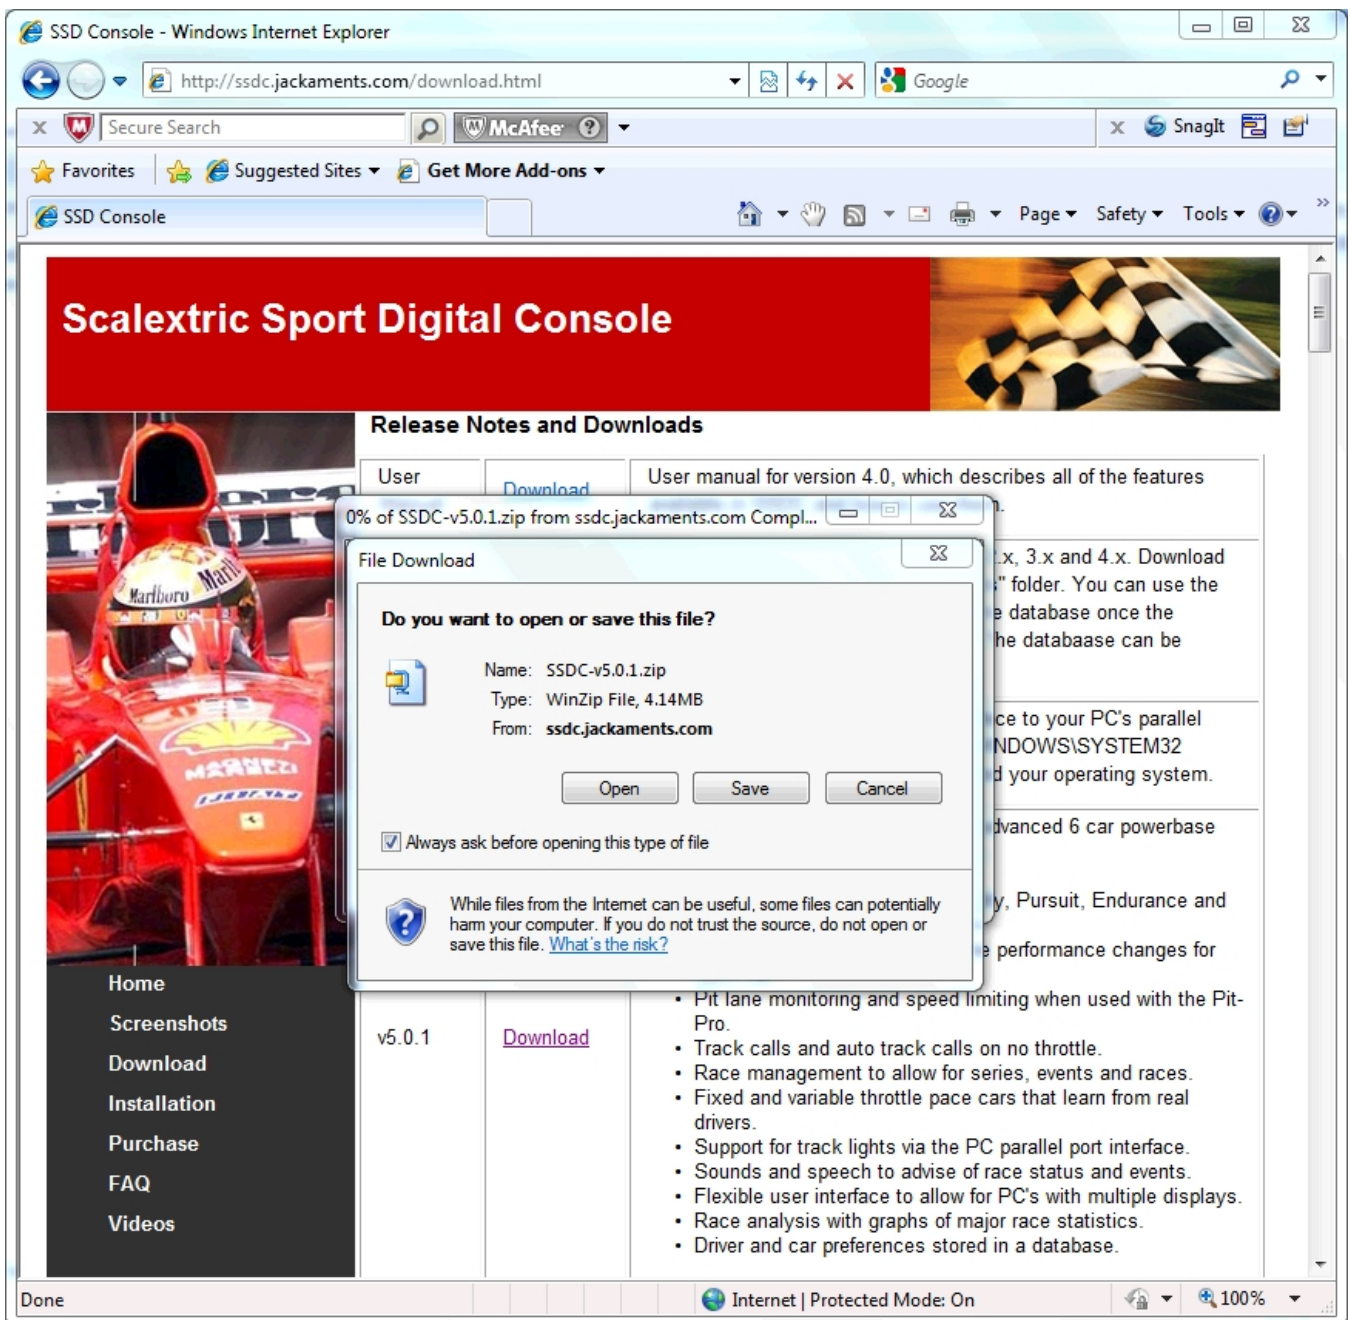 SSD Console - Windows Internet Explorer
http://ssdc.jackaments.com/download.html
Google
Secure Search
McAfee
SnagIt
Favorites
Suggested Sites
Get More Add-ons
SSD Console
Page
Safety
Tools
Scalextric Sport Digital Console
Release Notes and Downloads
User
Download
User manual for version 4.0, which describes all of the features
0% of SSDC-v5.0.1.zip from ssdc.jackaments.com Compl...
File Download
.x, 3.x and 4.x. Download
" folder. You can use the
database once the
he databaase can be
Do you want to open or save this file?
Name: SSDC-v5.0.1.zip
Type: WinZip File, 4.14MB
From: ssdc.jackaments.com
ce to your PC's parallel
NDOWS\SYSTEM32
d your operating system.
Open
Save
Cancel
Always ask before opening this type of file
dvanced 6 car powerbase
While files from the Internet can be useful, some files can potentially
harm your computer. If you do not trust the source, do not open or
save this file. What's the risk?
y, Pursuit, Endurance and
performance changes for
Marlboro
Home
Screenshots
Download
Installation
Purchase
FAQ
Videos
v5.0.1
Download
• Pit lane monitoring and speed limiting when used with the Pit-
Pro.
• Track calls and auto track calls on no throttle.
• Race management to allow for series, events and races.
• Fixed and variable throttle pace cars that learn from real
drivers.
• Support for track lights via the PC parallel port interface.
• Sounds and speech to advise of race status and events.
• Flexible user interface to allow for PC's with multiple displays.
• Race analysis with graphs of major race statistics.
• Driver and car preferences stored in a database.
Done
Internet | Protected Mode: On
100%